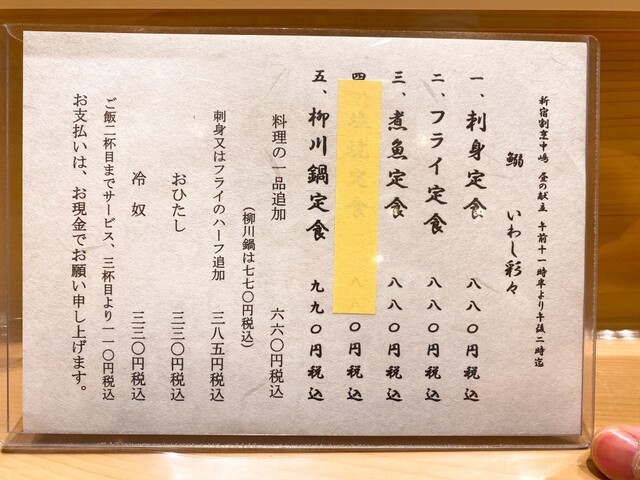 新宿割烹中嶋 昼の献立 午前十一時半より午後二時迄
鰯 いわし彩々
一、刺身定食 八八〇円税込
二、フライ定食 八八〇円税込
三、煮魚定食 八八〇円税込
四、 定食 八八〇円税込
五、柳川鍋定食 九九〇円税込
料理の一品追加 六六〇円税込
(柳川鍋は七七〇円税込)
刺身又はフライのハーフ追加 三八五円税込
おひたし 三三〇円税込
冷奴 三三〇円税込
ご飯二杯目までサービス、三杯目より一一〇円税込
お支払いは、お現金でお願い申し上げます。